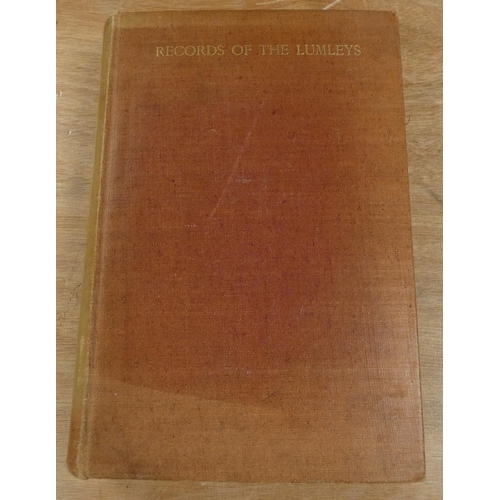 RECORDS OF THE LUMLEYS